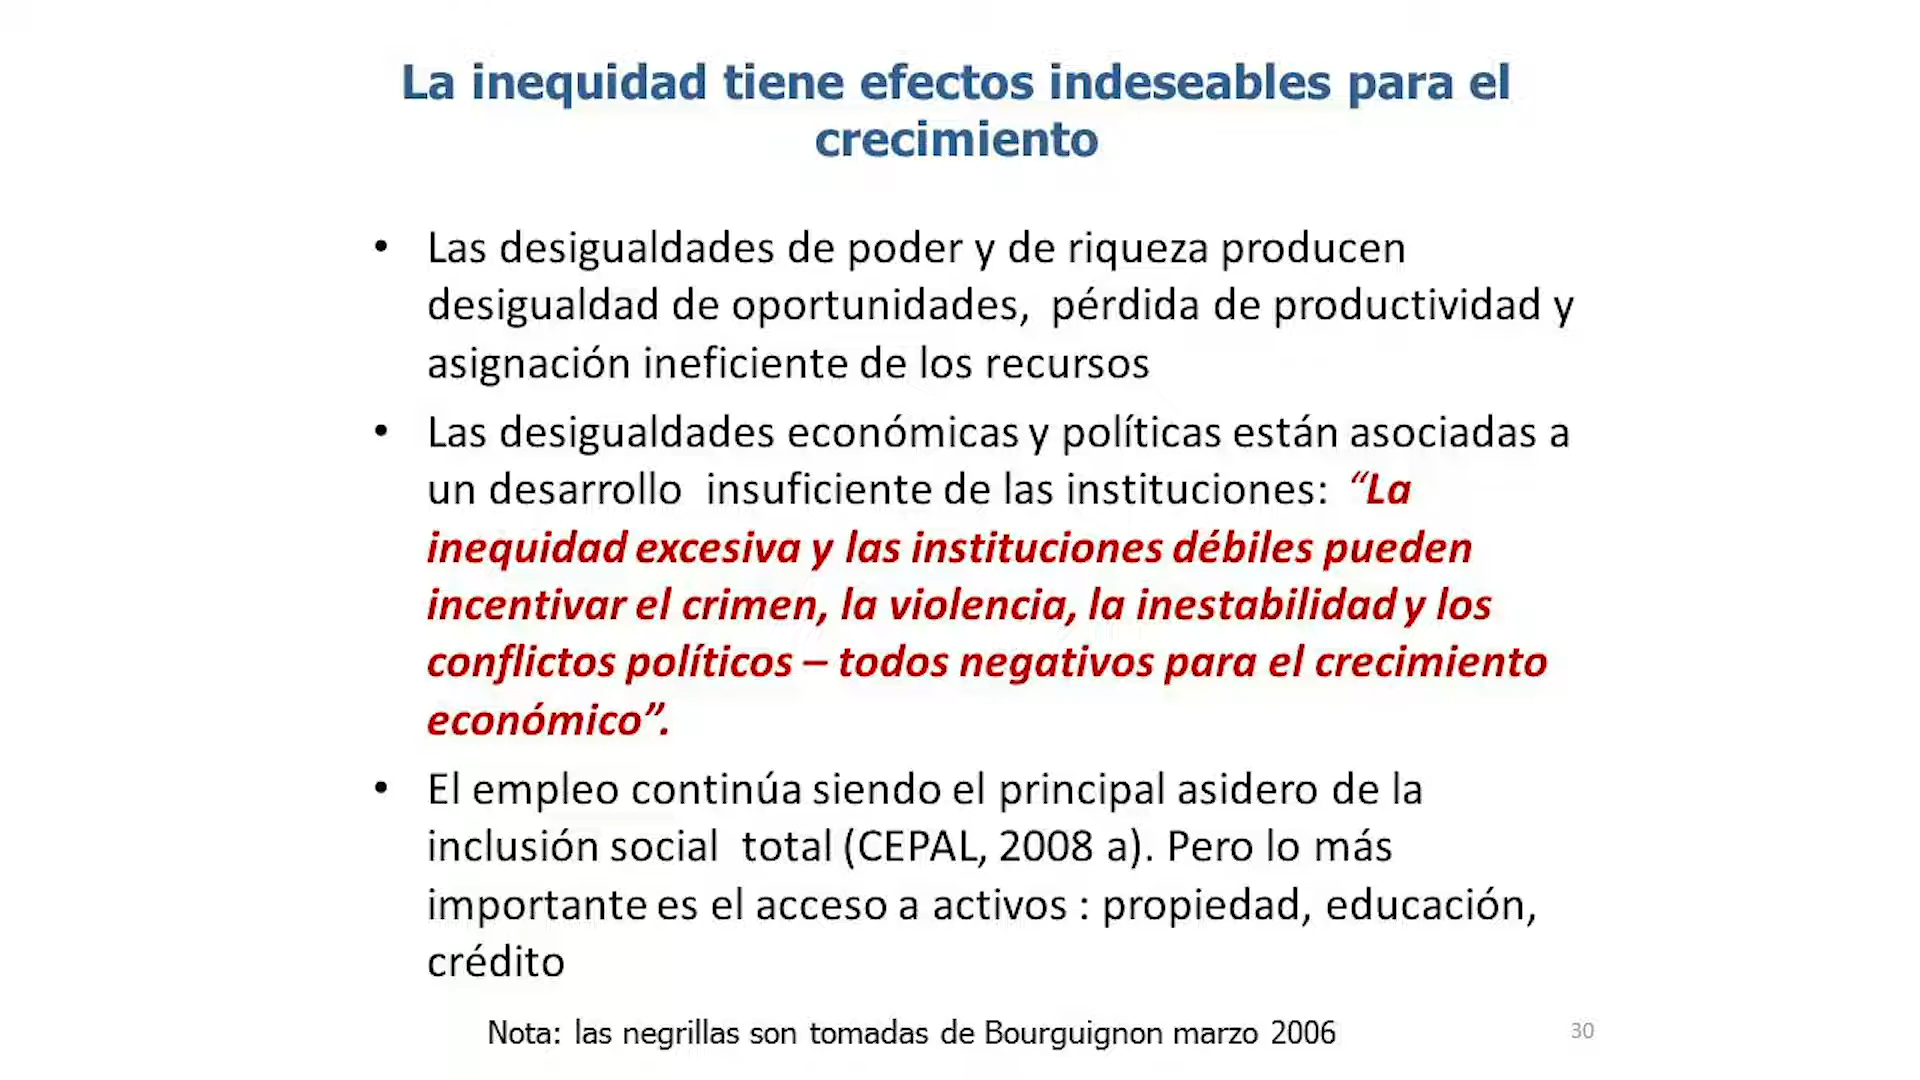 La inequidad tiene efectos indeseables para el
crecimiento
• Las desigualdades de poder y de riqueza producen
desigualdad de oportunidades, pérdida de productividad y
asignación ineficiente de los recursos
• Las desigualdades económicas y políticas están asociadas a
un desarrollo insuficiente de las instituciones: “La
inequidad excesiva y las instituciones débiles pueden
incentivar el crimen, la violencia, la inestabilidad y los
conflictos políticos – todos negativos para el crecimiento
económico”.
• El empleo continúa siendo el principal asidero de la
inclusión social total (CEPAL, 2008 a). Pero lo más
importante es el acceso a activos : propiedad, educación,
crédito
Nota: las negrillas son tomadas de Bourguignon marzo 2006
30